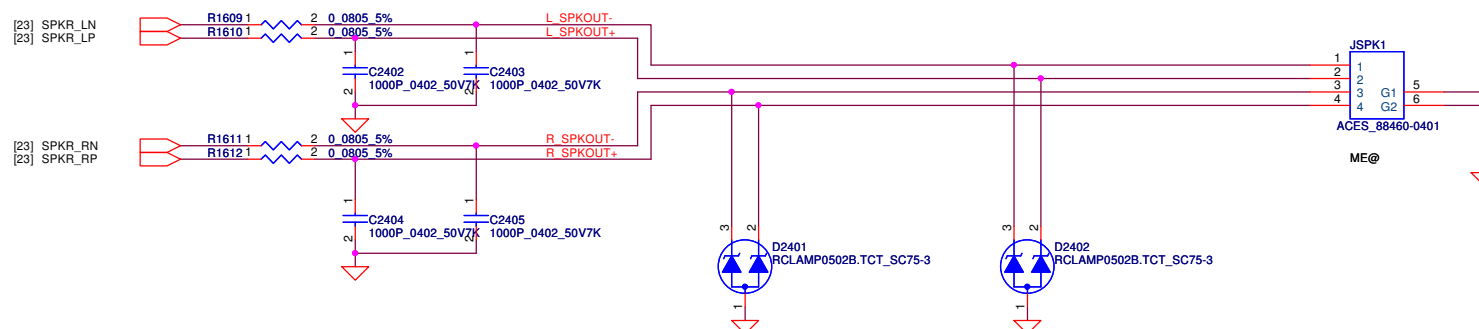 [23] SPKR_LN
[23] SPKR_LP
R1609 1 2 0_0805_5%
R1610 1 2 0_0805_5%
L_SPKOUT-
L_SPKOUT+
1
2
C2402
1000P_0402_50V7K
1
2
C2403
1000P_0402_50V7K
JSPK1
1 1
2 2
3 3 G1 5
4 4 G2 6
ACES_88460-0401
ME@
[23] SPKR_RN
[23] SPKR_RP
R1611 1 2 0_0805_5%
R1612 1 2 0_0805_5%
R_SPKOUT-
R_SPKOUT+
1
2
C2404
1000P_0402_50V7K
1
2
C2405
1000P_0402_50V7K
3 2
D2401
RCLAMP0502B.TCT_SC75-3
1
3 2
D2402
RCLAMP0502B.TCT_SC75-3
1